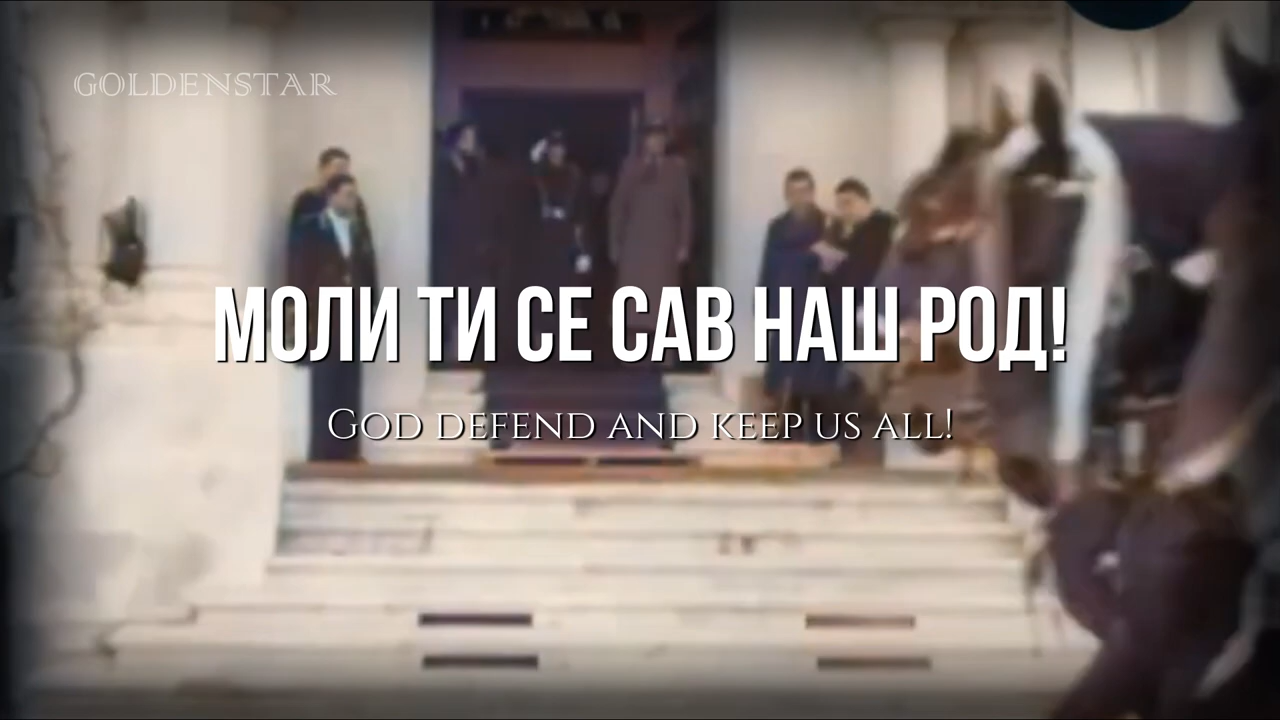 GOLDENSTAR
МОЛИ ТИ СЕ САВ НАШ РОД!
God defend and keep us all!